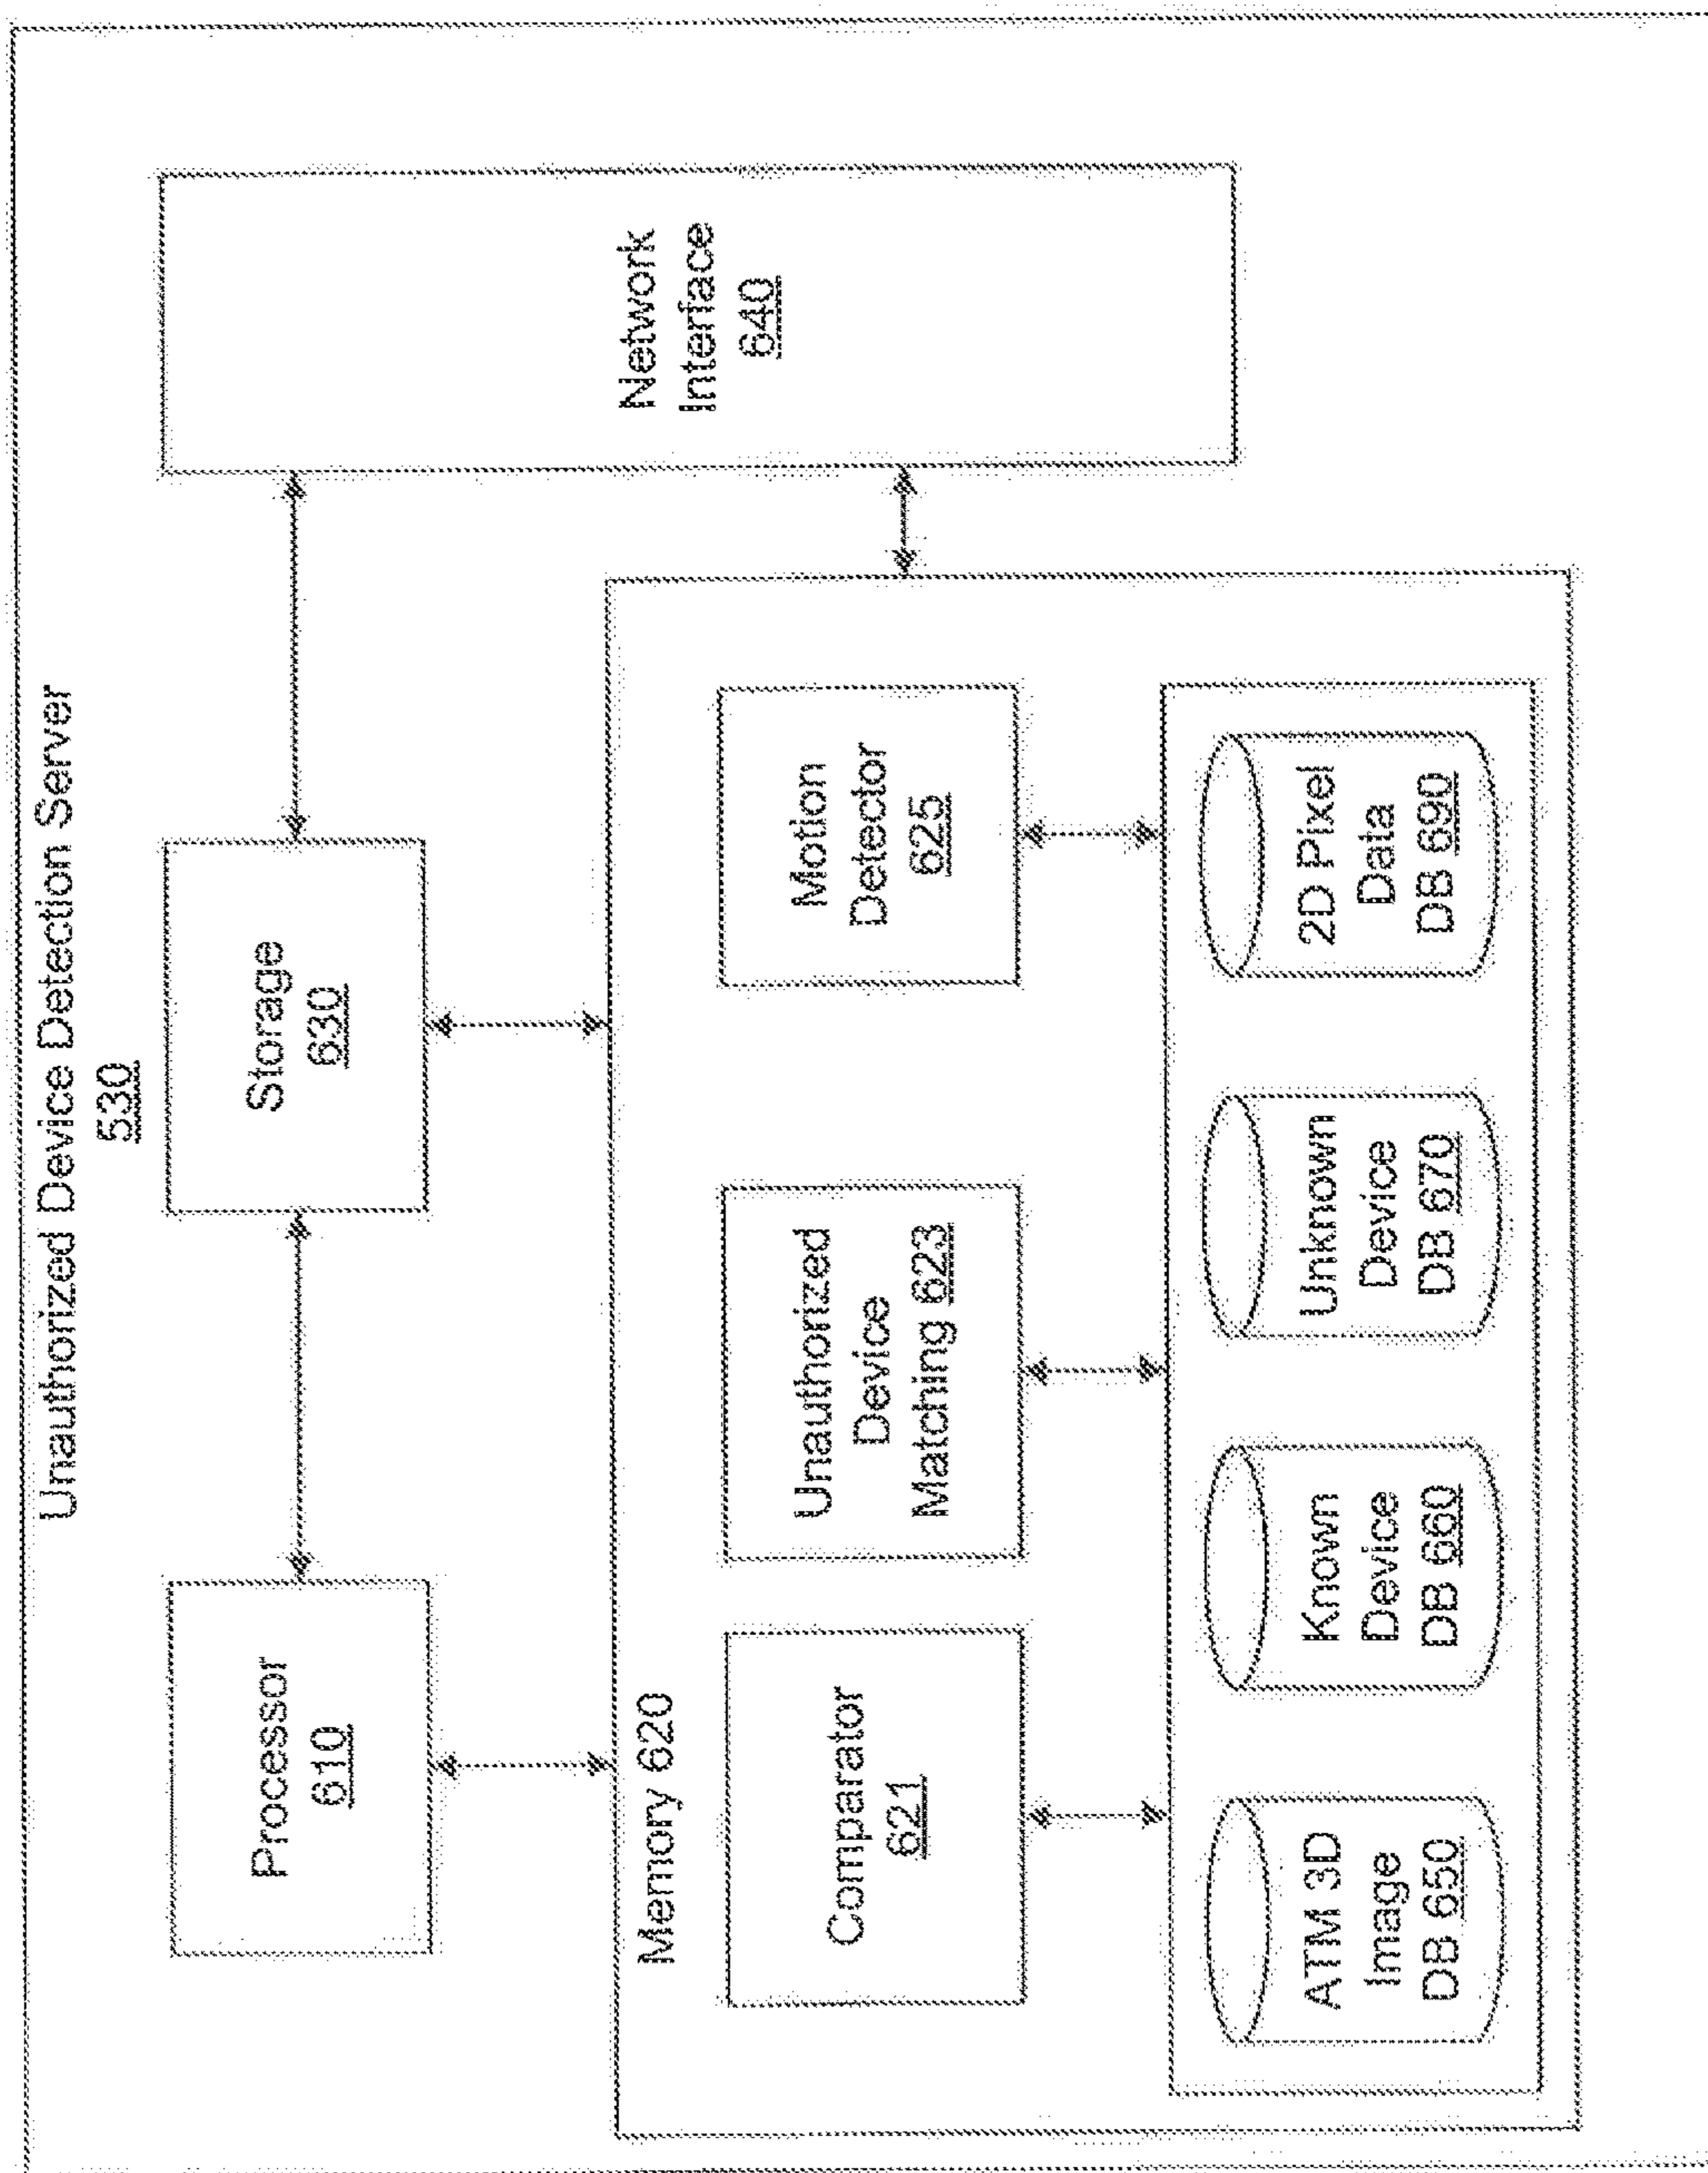 Unauthorized Device Detection Server
530
Processor
610
Storage
630
Network
Interface
640
Memory 620
Comparator
621
Unauthorized
Device
Matching 623
Motion
Detector
625
ATM 3D
Image
DB 650
Known
Device
DB 660
Unknown
Device
DB 670
2D Pixel
Data
DB 690